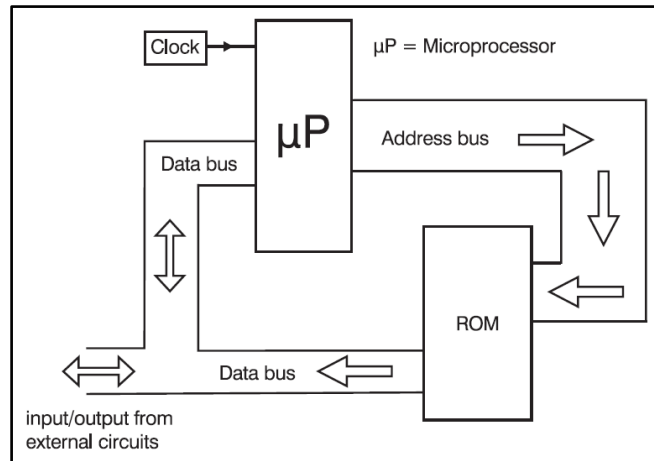 Clock
μP = Microprocessor
μP
Address bus
Data bus
ROM
Data bus
input/output from
external circuits